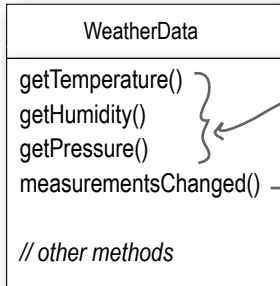 WeatherData
getTemperature()
getHumidity()
getPressure()
measurementsChanged()
// other methods